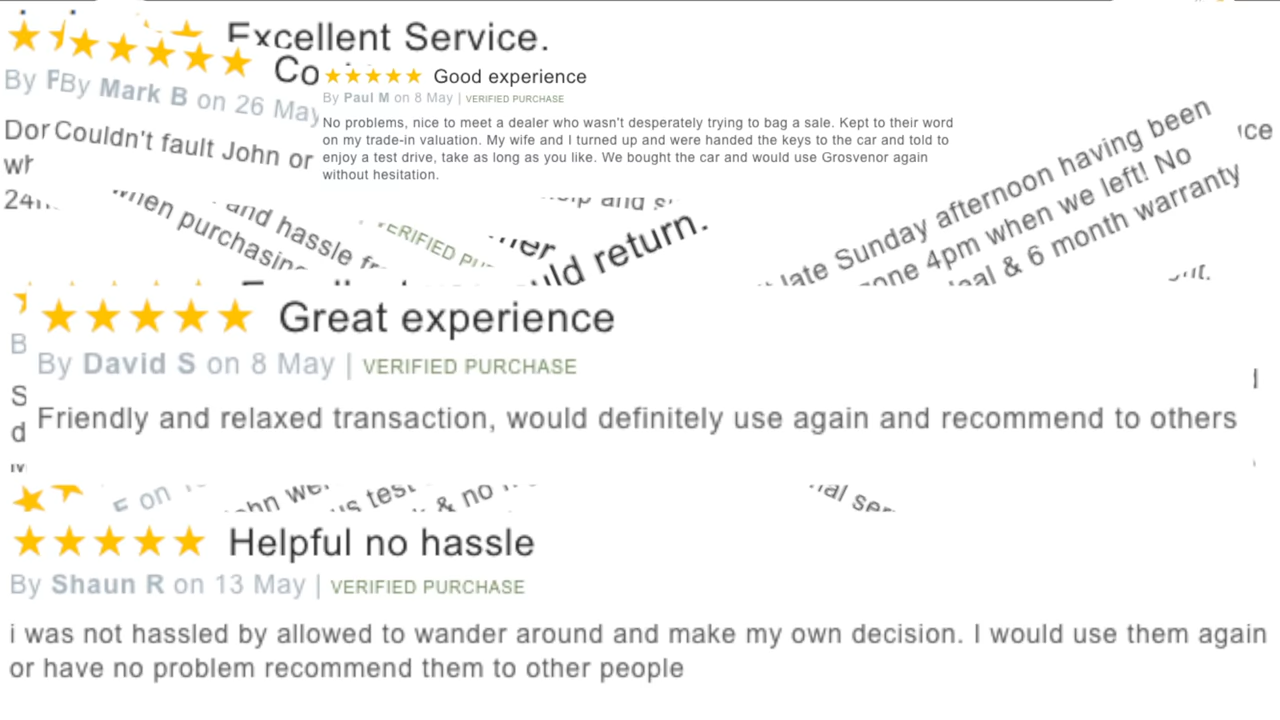 Excellent Service.
Co
By F By Mark B on 26 May
Good experience
By Paul M on 8 May | VERIFIED PURCHASE
No problems, nice to meet a dealer who wasn't desperately trying to bag a sale. Kept to their word
on my trade-in valuation. My wife and I turned up and were handed the keys to the car and told to
enjoy a test drive, take as long as you like. We bought the car and would use Grosvenor again
without hesitation.
Dor Couldn't fault John or
late Sunday afternoon having been
4pm when we left! No
& 6 month warranty
when purchasing
and hassle
VERIFIED
would return.
Great experience
By David S on 8 May | VERIFIED PURCHASE
Friendly and relaxed transaction, would definitely use again and recommend to others
on
test
& no
Helpful no hassle
By Shaun R on 13 May | VERIFIED PURCHASE
i was not hassled by allowed to wander around and make my own decision. I would use them again
or have no problem recommend them to other people